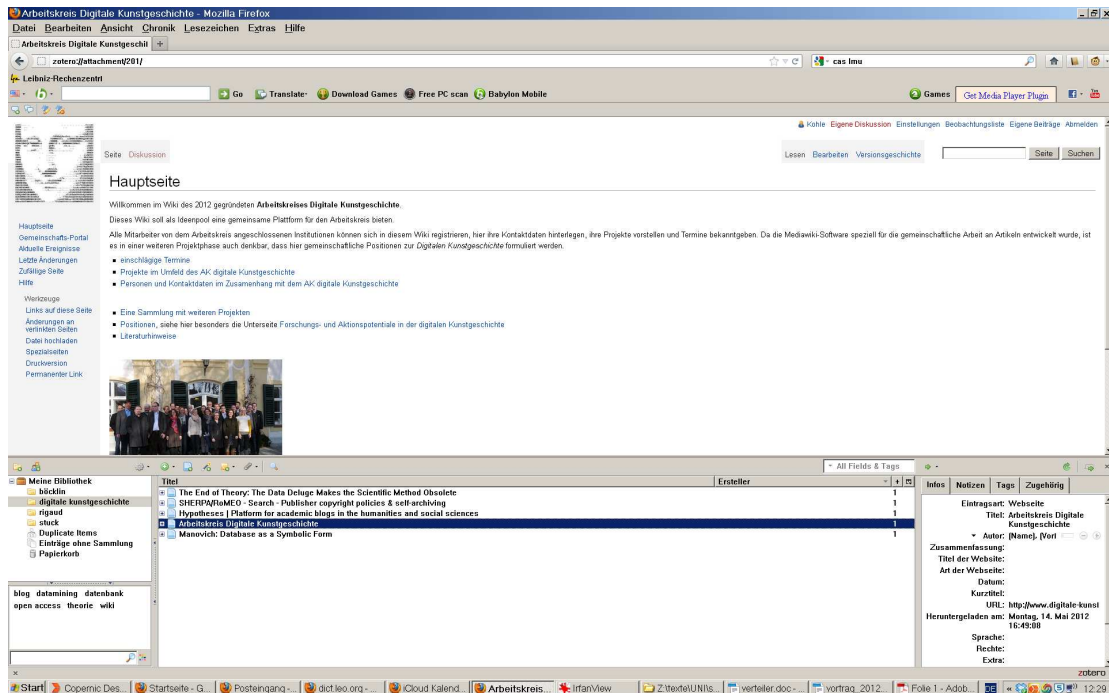 Arbeitskreis Digitale Kunstgeschichte - Mozilla Firefox
Datei Bearbeiten Ansicht Chronik Lesezeichen Extras Hilfe
Arbeitskreis Digitale Kunstgeschil
zotero://attachment/201/
cas lmu
Leibniz-Rechenzentri
Go Translate Download Games Free PC scan Babylon Mobile
Games Get Media Player Plugin
Kohle Eigene Diskussion Einstellungen Beobachtungsliste Eigene Beiträge Abmelden
Seite Diskussion
Lesen Bearbeiten Versionsgeschichte
Seite Suchen
Hauptseite
Willkommen im Wiki des 2012 gegründeten Arbeitskreises Digitale Kunstgeschichte.
Dieses Wiki soll als Ideenpool eine gemeinsame Plattform für den Arbeitskreis bieten.
Alle Mitarbeiter von dem Arbeitskreis angeschlossenen Institutionen können sich in diesem Wiki registrieren, hier ihre Kontaktdaten hinterlegen, ihre Projekte vorstellen und Termine bekanntgeben. Da die Mediawiki-Software speziell für die gemeinschaftliche Arbeit an Artikeln entwickelt wurde, ist
es in einer weiteren Projektphase auch denkbar, dass hier gemeinschaftliche Positionen zur Digitalen Kunstgeschichte formuliert werden.
einschlägige Termine
Projekte im Umfeld des AK digitale Kunstgeschichte
Personen und Kontaktdaten im Zusamenhang mit dem AK digitale Kunstgeschichte
Eine Sammlung mit weiteren Projekten
Positionen, siehe hier besonders die Unterseite Forschungs- und Aktionspotentiale in der digitalen Kunstgeschichte
Literaturhinweise
Hauptseite
Gemeinschafts-Portal
Aktuelle Ereignisse
Letzte Änderungen
Zufällige Seite
Hilfe
Werkzeuge
Links auf diese Seite
Änderungen an
verlinkten Seiten
Datei hochladen
Spezialseiten
Druckversion
Permanenter Link
All Fields & Tags
Meine Bibliothek
böcklin
digitale kunstgeschichte
rigaud
stuck
Duplicate Items
Einträge ohne Sammlung
Papierkorb
Titel Ersteller
The End of Theory: The Data Deluge Makes the Scientific Method Obsolete 1
SHERPA/RoMEO - Search - Publisher copyright policies & self-archiving 1
Hypotheses | Platform for academic blogs in the humanities and social sciences 1
Arbeitskreis Digitale Kunstgeschichte 1
Manovich: Database as a Symbolic Form 1
Infos Notizen Tags Zugehörig
Eintragsart: Webseite
Titel: Arbeitskreis Digitale
Kunstgeschichte
Autor: (Name), (Vorl
Zusammenfassung:
Titel der Website:
Art der Webseite:
Datum:
Kurztitel:
URL: http://www.digitale-kunst
Heruntergeladen am: Montag, 14. Mai 2012
16:49:08
Sprache:
Rechte:
Extra:
blog datamining datenbank
open access theorie wiki
zotero
Start Copernic Des... Startseite - G... Posteingang -... dict.leo.org -... iCloud Kalend... Arbeitskreis... IrfanView Z:\texte\UNI\s... verteiler.doc -... vortrag_2012... Folie 1 - Adob... DE 12:20